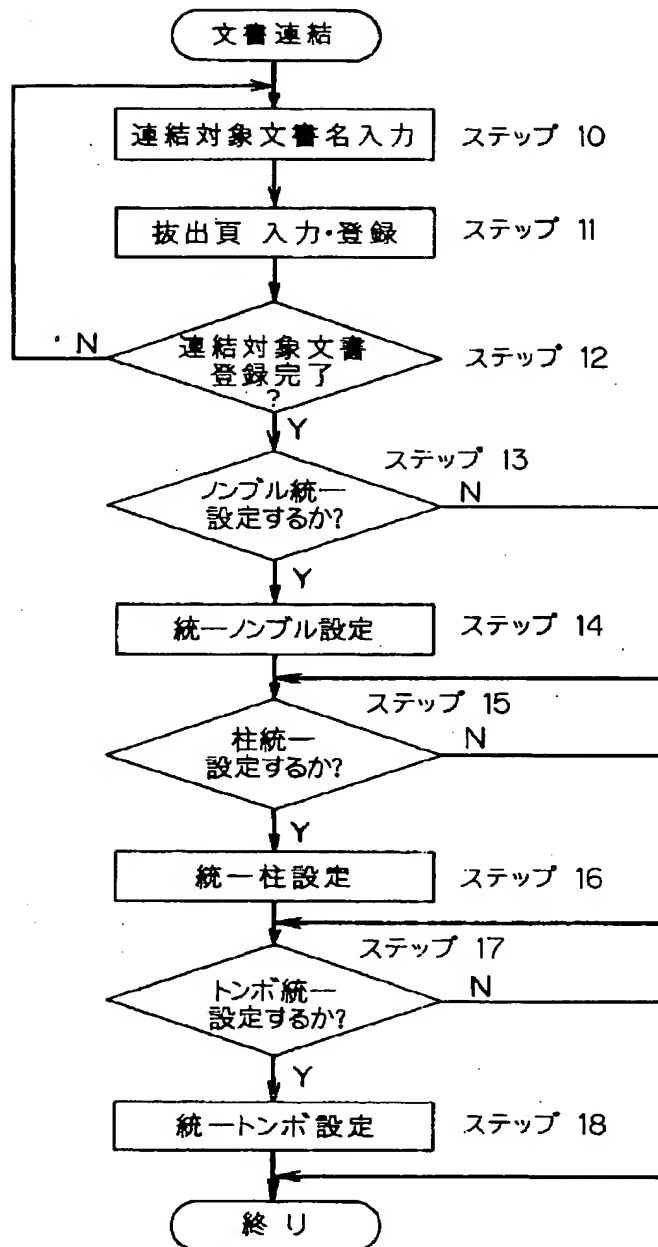 文書連結
連結対象文書名入力
ステップ 10
抜出頁 入力・登録
ステップ 11
N
連結対象文書
登録完了
?
ステップ 12
Y
ステップ 13
ノンブル統一
設定するか?
N
Y
統一ノンブル設定
ステップ 14
ステップ 15
柱統一
設定するか?
N
Y
統一柱設定
ステップ 16
ステップ 17
トンボ統一
設定するか?
N
Y
統一トンボ設定
ステップ 18
終り